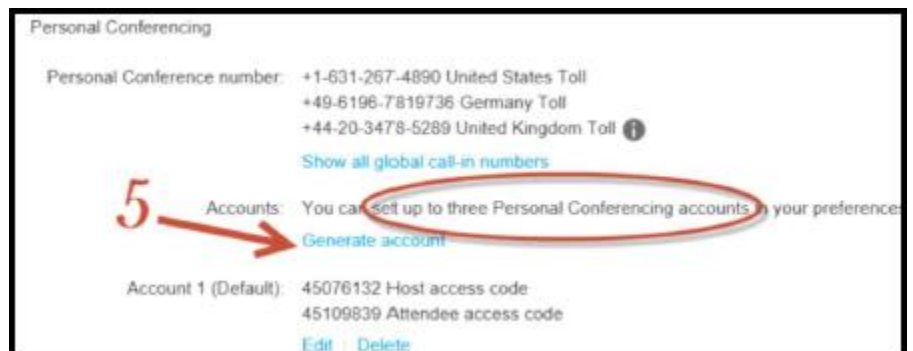 Personal Conferencing
Personal Conference number: +1-631-267-4890 United States Toll
+49-6196-7819736 Germany Toll
+44-20-3478-5289 United Kingdom Toll
Show all global call-in numbers
5
Accounts: You can set up to three Personal Conferencing accounts in your preferences
Generate account
Account 1 (Default): 45076132 Host access code
45109839 Attendee access code
Edit | Delete